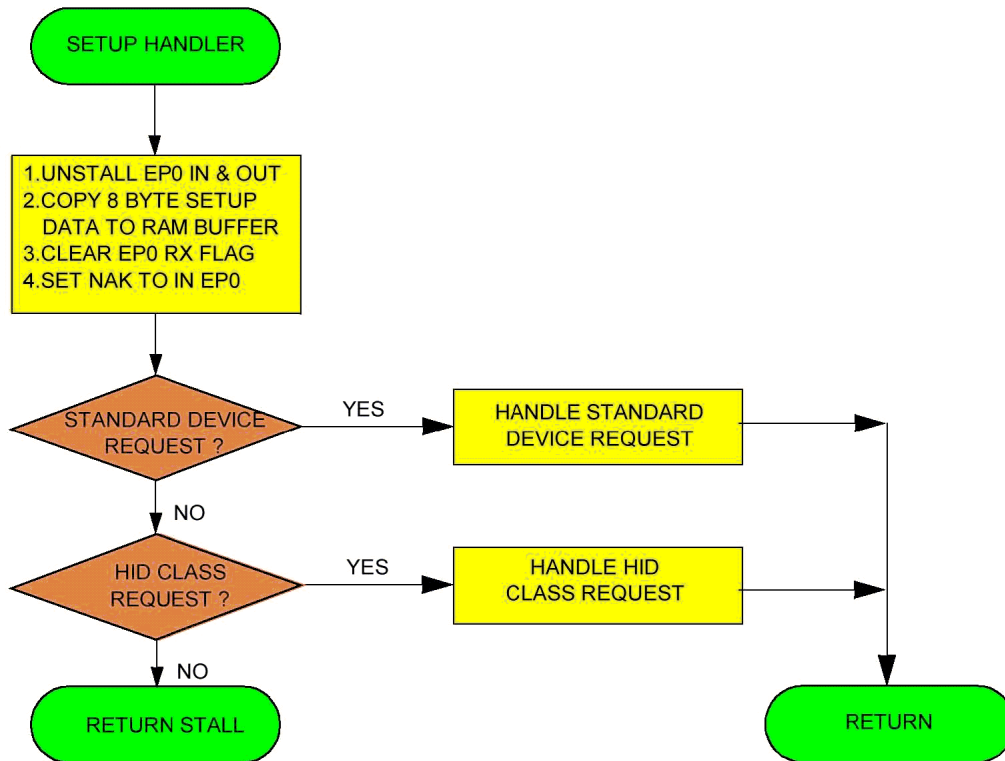 SETUP HANDLER
1.UNSTALL EP0 IN & OUT
2.COPY 8 BYTE SETUP
DATA TO RAM BUFFER
3.CLEAR EP0 RX FLAG
4.SET NAK TO IN EP0
STANDARD DEVICE
REQUEST ?
YES
HANDLE STANDARD
DEVICE REQUEST
NO
HID CLASS
REQUEST ?
YES
HANDLE HID
CLASS REQUEST
NO
RETURN STALL
RETURN